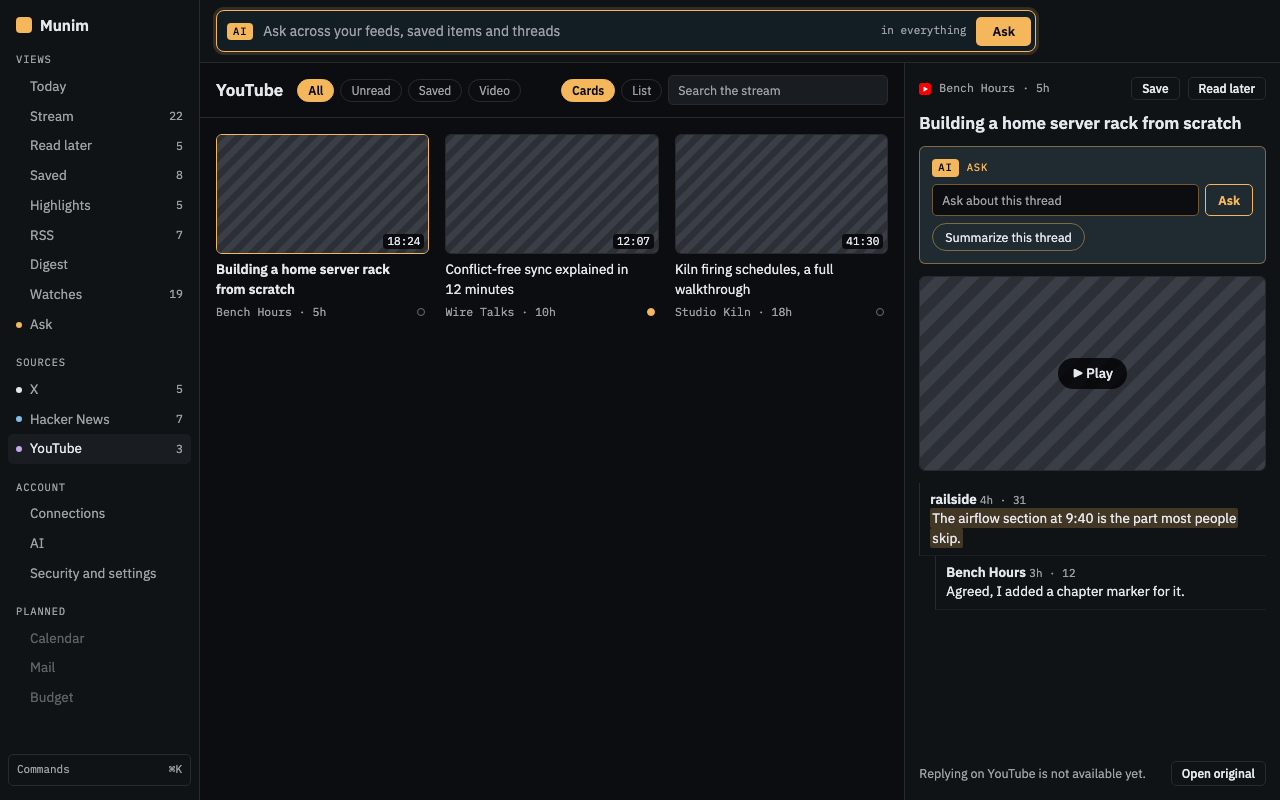 Munim
VIEWS
Today
Stream 22
Read later 5
Saved 8
Highlights 5
RSS 7
Digest
Watches 19
Ask
SOURCES
X 5
Hacker News 7
YouTube 3
ACCOUNT
Connections
AI
Security and settings
PLANNED
Calendar
Mail
Budget
Commands ⌘K
AI Ask across your feeds, saved items and threads in everything Ask
YouTube All Unread Saved Video Cards List Search the stream
18:24
Building a home server rack
from scratch
Bench Hours · 5h
12:07
Conflict-free sync explained in
12 minutes
Wire Talks · 10h
41:30
Kiln firing schedules, a full
walkthrough
Studio Kiln · 18h
Bench Hours · 5h Save Read later
Building a home server rack from scratch
AI ASK
Ask about this thread Ask
Summarize this thread
Play
railside 4h · 31
The airflow section at 9:40 is the part most people
skip.
Bench Hours 3h · 12
Agreed, I added a chapter marker for it.
Replying on YouTube is not available yet. Open original